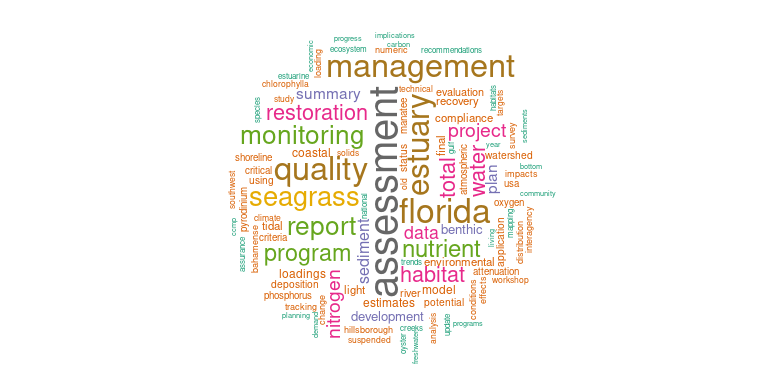 progress
implications
carbon
ecosystem
numeric
recommendations
economic
loading
management
estuarine
chlorophylla
technical
study
summary
assessment
estuary
manatee
evaluation
recovery
habitats
targets
species
restoration
compliance
monitoring
project
final
gulf
survey
sediments
year
coastal
solids
status
old
atmospheric
water
watershed
shoreline
critical
using
quality
total
plan
bottom
impacts
usa
community
southwest
seagrass
national
florida
oxygen
pyrodinium
climate
tidal
criteria
ccmp
report
data
benthic
living
mapping
application
distribution
interagency
assurance
bahamense
program
sediment
nutrient
trends
environmental
loadings
habitat
attenuation
workshop
deposition
phosphorus
nitrogen
light
river
model
conditions
effects
tracking
change
estimates
potential
planning
demand
development
hillsborough
suspended
creeks
oyster
freshwater
analysis
update
programs